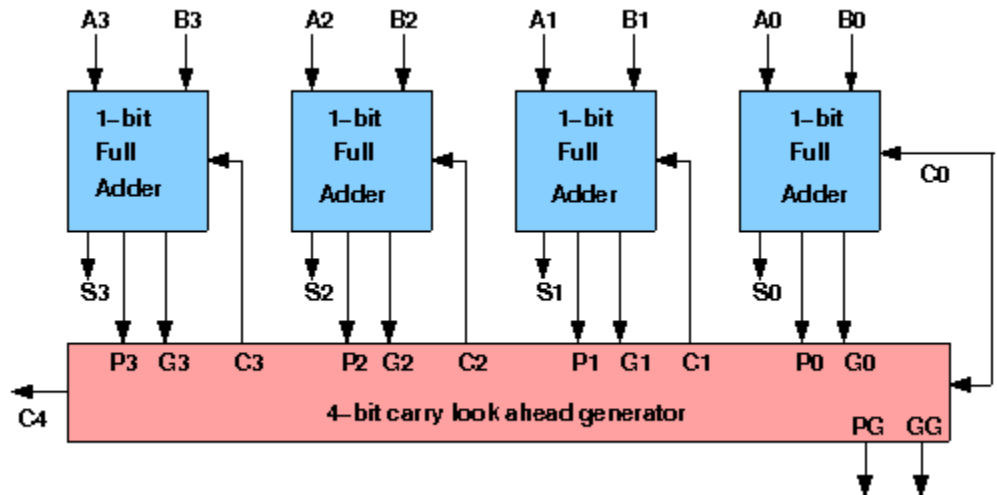 A3 B3 A2 B2 A1 B1 A0 B0
1-bit
Full
Adder
1-bit
Full
Adder
1-bit
Full
Adder
1-bit
Full
Adder
C0
S3 S2 S1 S0
P3 G3 C3 P2 G2 C2 P1 G1 C1 P0 G0
C4
4-bit carry look ahead generator
PG GG